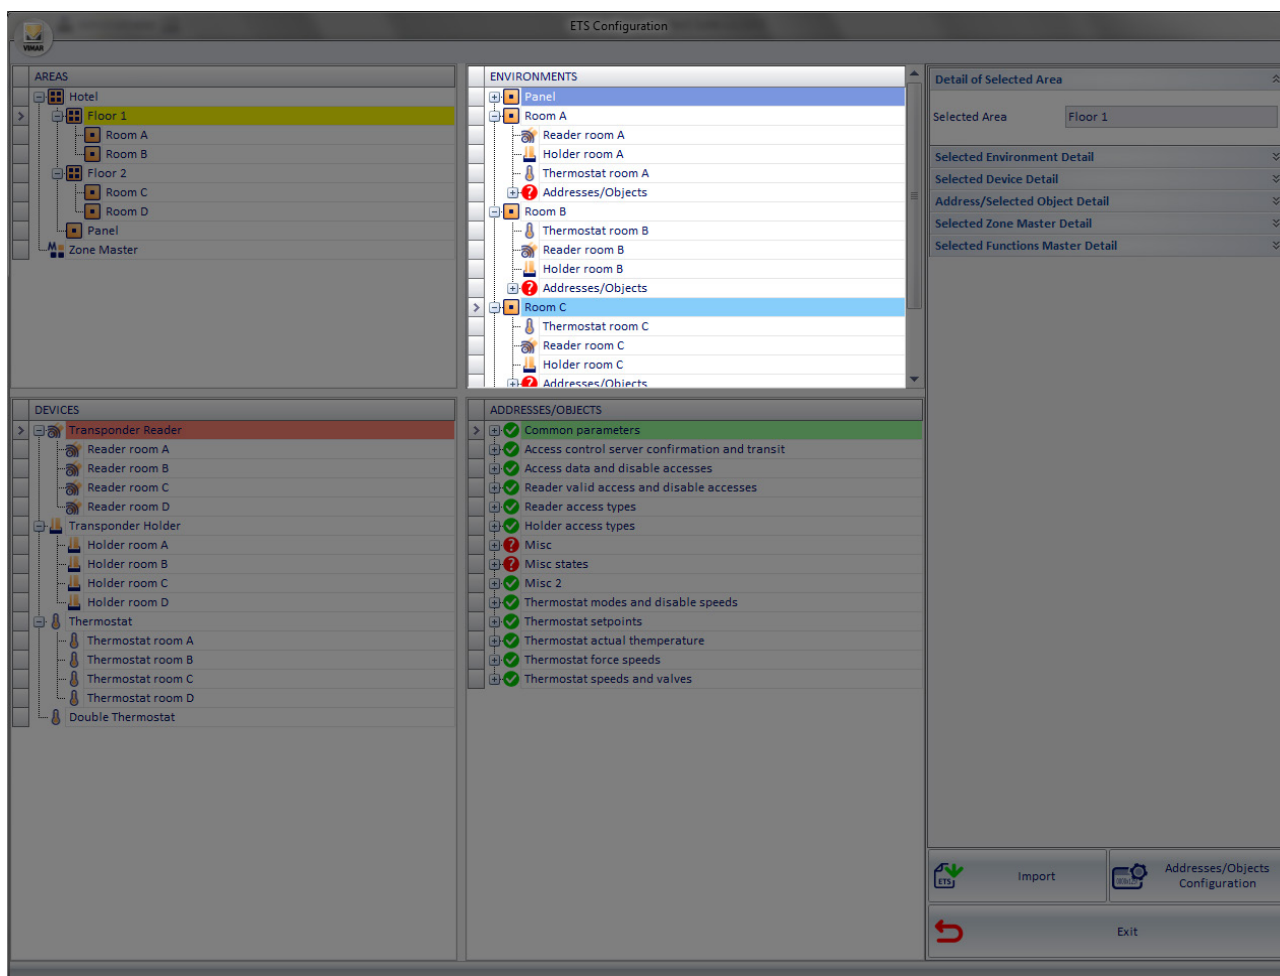 ETS Configuration
VIMAR
AREAS
Hotel
Floor 1
Room A
Room B
Floor 2
Room C
Room D
Panel
Zone Master
ENVIRONMENTS
Panel
Room A
Reader room A
Holder room A
Thermostat room A
Addresses/Objects
Room B
Thermostat room B
Reader room B
Holder room B
Addresses/Objects
Room C
Thermostat room C
Reader room C
Holder room C
Addresses/Objects
Detail of Selected Area
Selected Area Floor 1
Selected Environment Detail
Selected Device Detail
Address/Selected Object Detail
Selected Zone Master Detail
Selected Functions Master Detail
DEVICES
Transponder Reader
Reader room A
Reader room B
Reader room C
Reader room D
Transponder Holder
Holder room A
Holder room B
Holder room C
Holder room D
Thermostat
Thermostat room A
Thermostat room B
Thermostat room C
Thermostat room D
Double Thermostat
ADDRESSES/OBJECTS
Common parameters
Access control server confirmation and transit
Access data and disable accesses
Reader valid access and disable accesses
Reader access types
Holder access types
Misc
Misc states
Misc 2
Thermostat modes and disable speeds
Thermostat setpoints
Thermostat actual themperature
Thermostat force speeds
Thermostat speeds and valves
ETS
Import
Addresses/Objects
Configuration
Exit